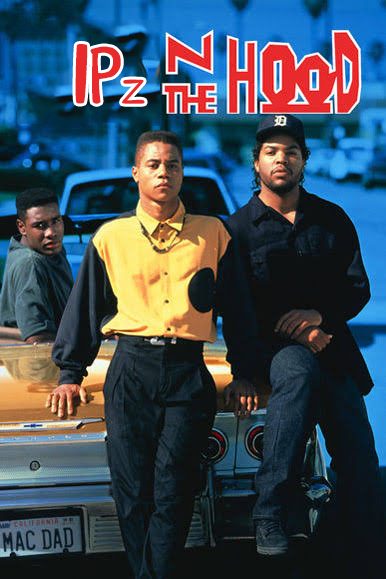 IPz N
THE HOOD
D
CALIFORNIA
MAC DAD